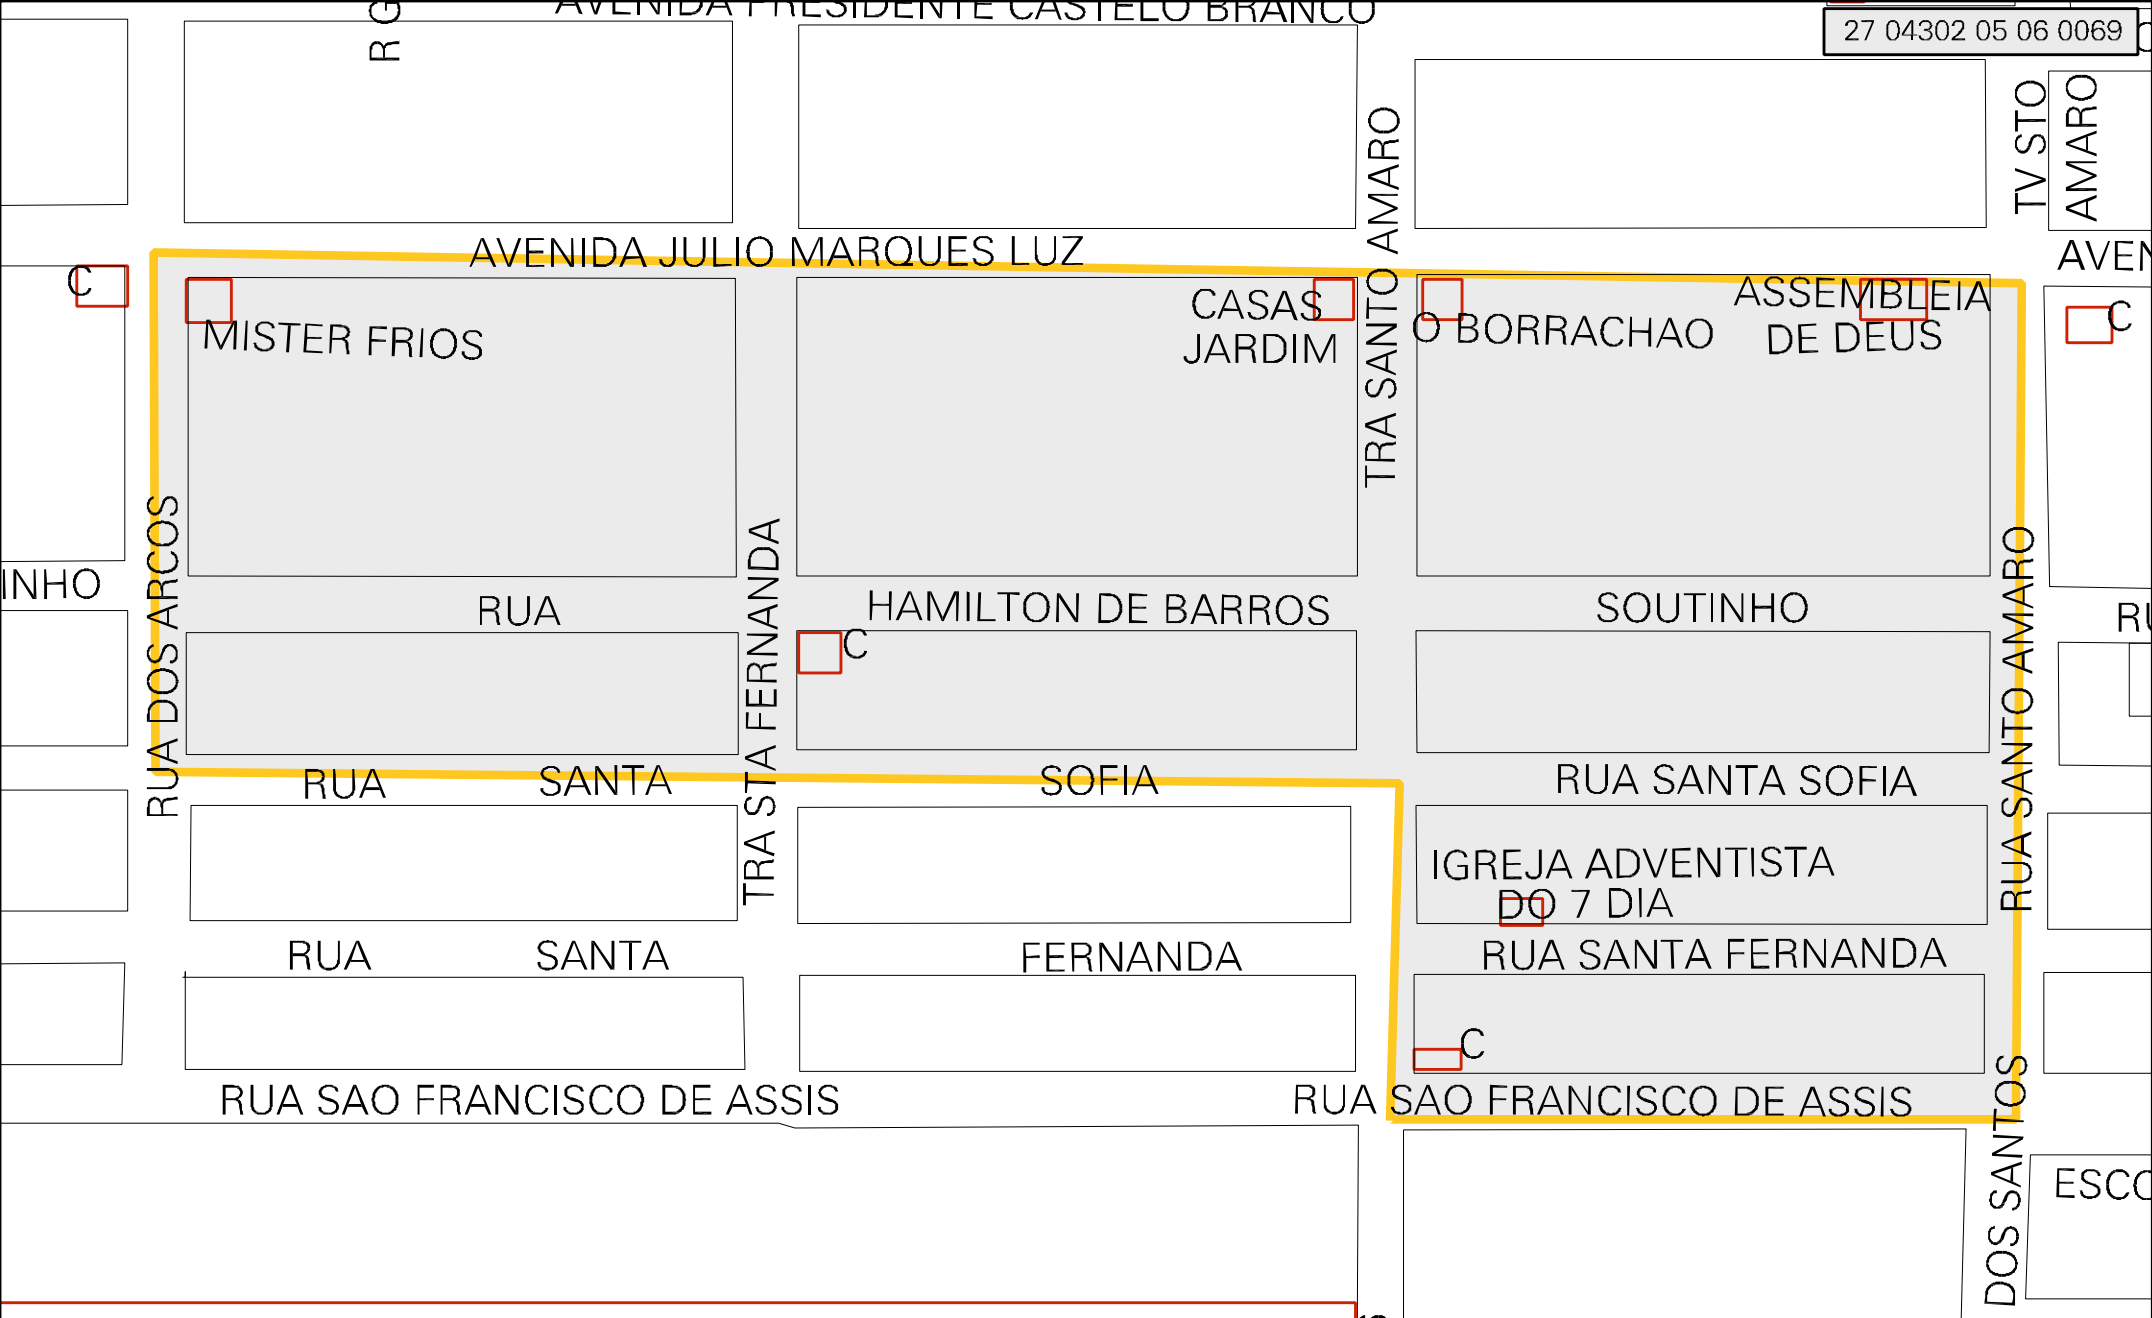 AVENIDA PRESIDENTE CASTELO BRANCO
R G
27 04302 05 06 0069
TV STO
AMARO
TRA SANTO AMARO
AVENIDA JULIO MARQUES LUZ
AVEN
C
MISTER FRIOS
CASAS
JARDIM
O BORRACHAO
ASSEMBLEIA
DE DEUS
C
RUA DOS ARCOS
TRA STA FERNANDA
RUA SANTO AMARO
INHO
RUA HAMILTON DE BARROS SOUTINHO
RU
C
RUA SANTA SOFIA
RUA SANTA SOFIA
IGREJA ADVENTISTA
DO 7 DIA
RUA SANTA FERNANDA
RUA SANTA FERNANDA
C
RUA SAO FRANCISCO DE ASSIS
RUA SAO FRANCISCO DE ASSIS
DOS SANTOS
ESCO